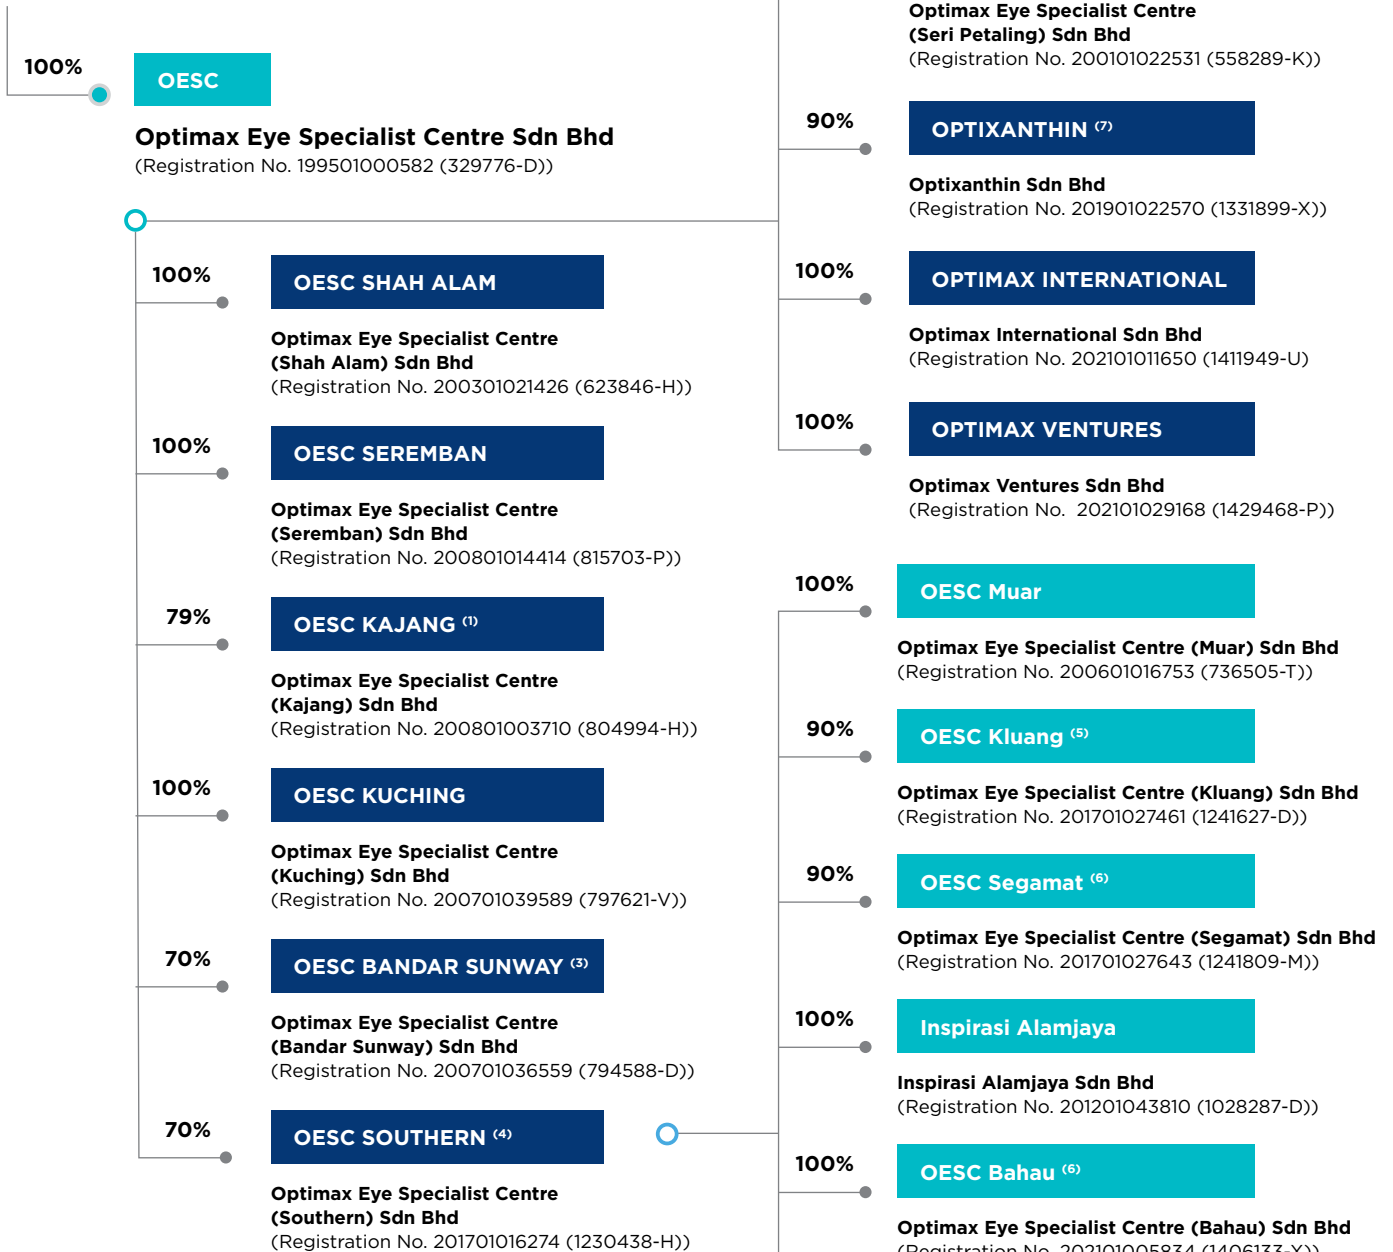 100%
OESC
Optimax Eye Specialist Centre Sdn Bhd
(Registration No. 199501000582 (329776-D))
100%
OESC SHAH ALAM
Optimax Eye Specialist Centre
(Shah Alam) Sdn Bhd
(Registration No. 200301021426 (623846-H))
100%
OESC SEREMBAN
Optimax Eye Specialist Centre
(Seremban) Sdn Bhd
(Registration No. 200801014414 (815703-P))
79%
OESC KAJANG (1)
Optimax Eye Specialist Centre
(Kajang) Sdn Bhd
(Registration No. 200801003710 (804994-H))
100%
OESC KUCHING
Optimax Eye Specialist Centre
(Kuching) Sdn Bhd
(Registration No. 200701039589 (797621-V))
70%
OESC BANDAR SUNWAY (3)
Optimax Eye Specialist Centre
(Bandar Sunway) Sdn Bhd
(Registration No. 200701036559 (794588-D))
70%
OESC SOUTHERN (4)
Optimax Eye Specialist Centre
(Southern) Sdn Bhd
(Registration No. 201701016274 (1230438-H))
Optimax Eye Specialist Centre
(Seri Petaling) Sdn Bhd
(Registration No. 200101022531 (558289-K))
90%
OPTIXANTHIN (7)
Optixanthin Sdn Bhd
(Registration No. 201901022570 (1331899-X))
100%
OPTIMAX INTERNATIONAL
Optimax International Sdn Bhd
(Registration No. 202101011650 (1411949-U)
100%
OPTIMAX VENTURES
Optimax Ventures Sdn Bhd
(Registration No. 202101029168 (1429468-P))
100%
OESC Muar
Optimax Eye Specialist Centre (Muar) Sdn Bhd
(Registration No. 200601016753 (736505-T))
90%
OESC Kluang (5)
Optimax Eye Specialist Centre (Kluang) Sdn Bhd
(Registration No. 201701027461 (1241627-D))
90%
OESC Segamat (6)
Optimax Eye Specialist Centre (Segamat) Sdn Bhd
(Registration No. 201701027643 (1241809-M))
100%
Inspirasi Alamjaya
Inspirasi Alamjaya Sdn Bhd
(Registration No. 201201043810 (1028287-D))
100%
OESC Bahau (6)
Optimax Eye Specialist Centre (Bahau) Sdn Bhd
(Registration No. 202101005834 (1406133-X))